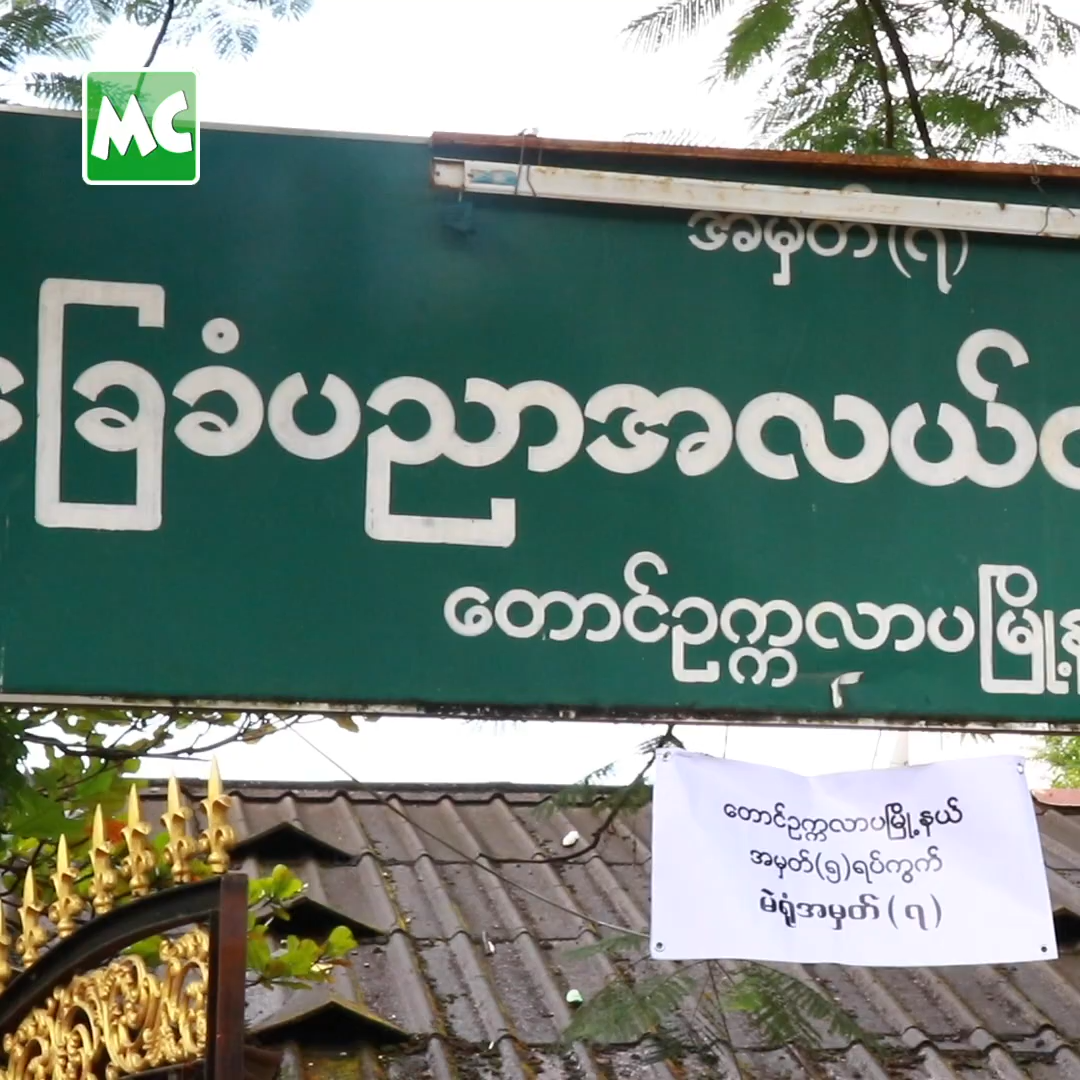 MC
အမှတ်(၇)
ခြေခံပညာအလယ်တ
တောင်ဥက္ကလာပမြို့န
တောင်ဥက္ကလာပမြို့နယ်
အမှတ်(၅)ရပ်ကွက်
မဲရုံအမှတ် ( ၇ )